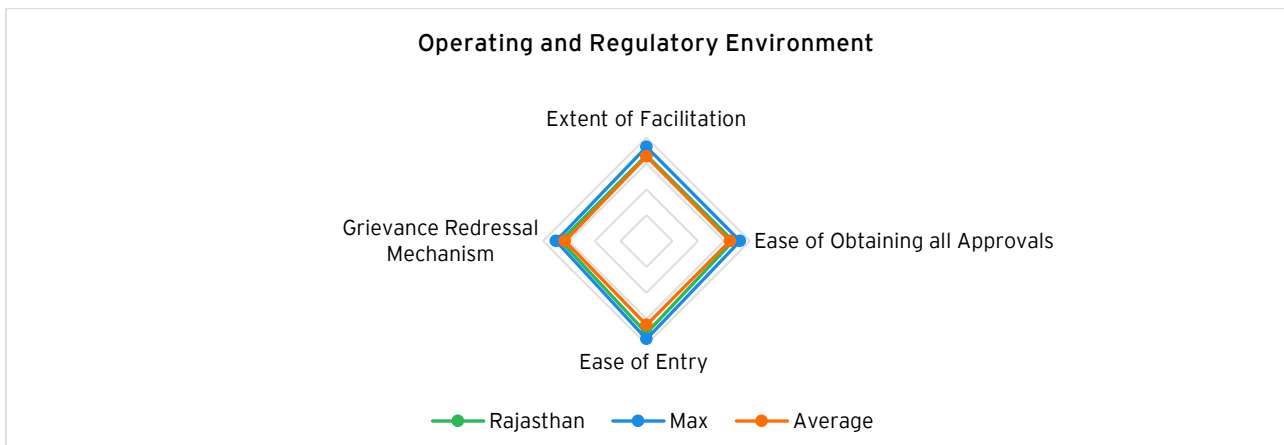 Operating and Regulatory Environment
Extent of Facilitation
Grievance Redressal
Mechanism
Ease of Obtaining all Approvals
Ease of Entry
Rajasthan Max Average